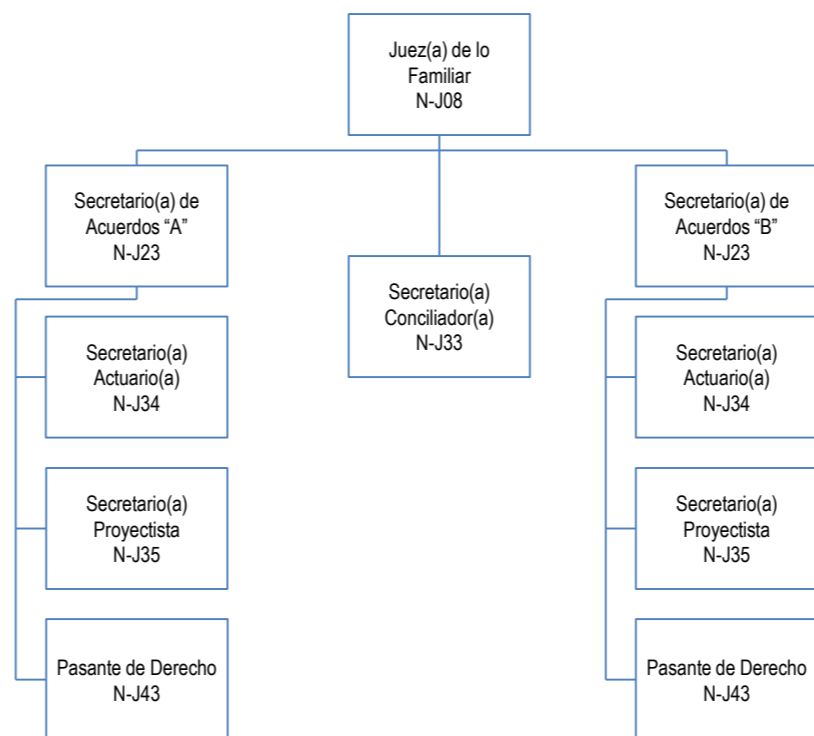 Juez(a) de lo
Familiar
N-J08
Secretario(a) de
Acuerdos “A”
N-J23
Secretario(a)
Conciliador(a)
N-J33
Secretario(a) de
Acuerdos “B”
N-J23
Secretario(a)
Actuario(a)
N-J34
Secretario(a)
Actuario(a)
N-J34
Secretario(a)
Proyectista
N-J35
Secretario(a)
Proyectista
N-J35
Pasante de Derecho
N-J43
Pasante de Derecho
N-J43